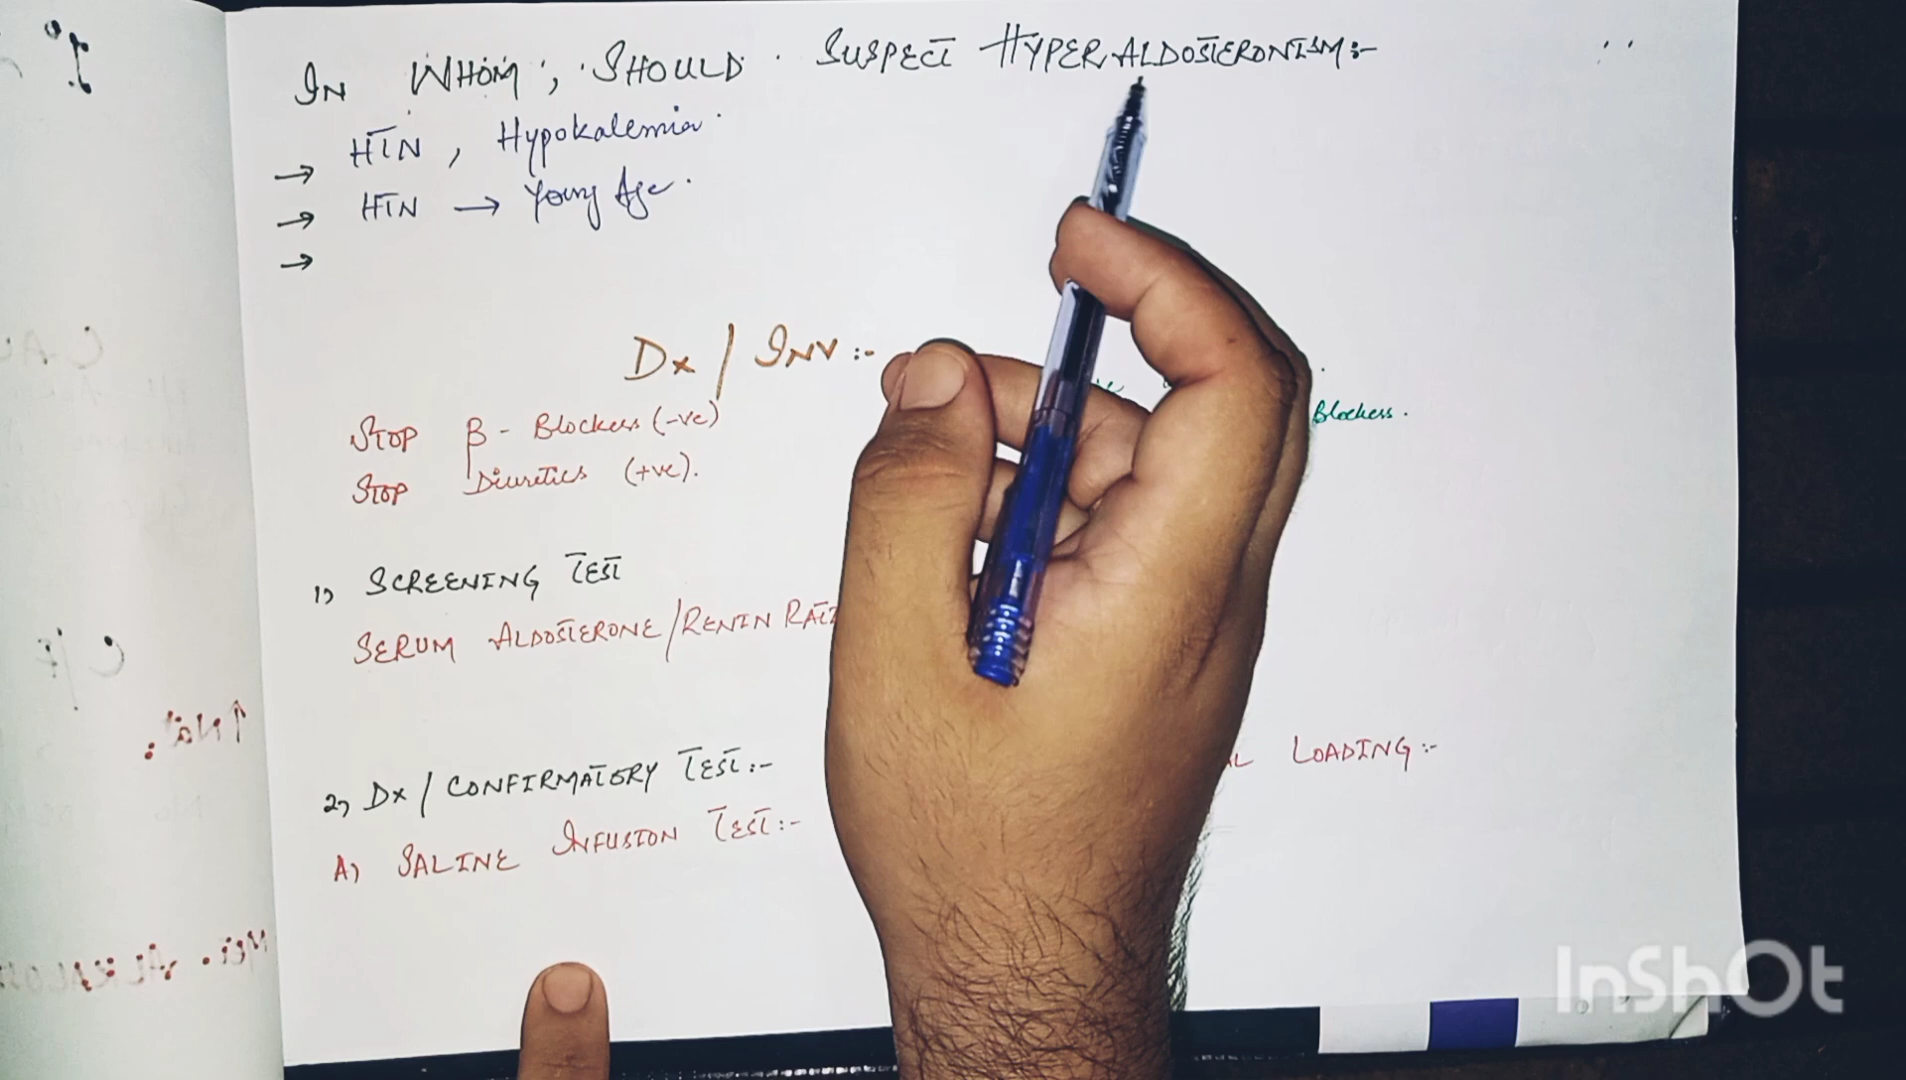 IN WHOM, SHOULD SUSPECT HYPERALDOSTERONISM:-
→ HTN, Hypokalemia.
→ HTN → Young Age.
→
Dx / INV:-
STOP β - Blockers (-ve)
Blockers.
STOP Diuretics (+ve).
1) SCREENING TEST
SERUM ALDOSTERONE/RENIN
2) Dx / CONFIRMATORY TEST:-
LOADING:-
A) SALINE INFUSION TEST:-
InShOt